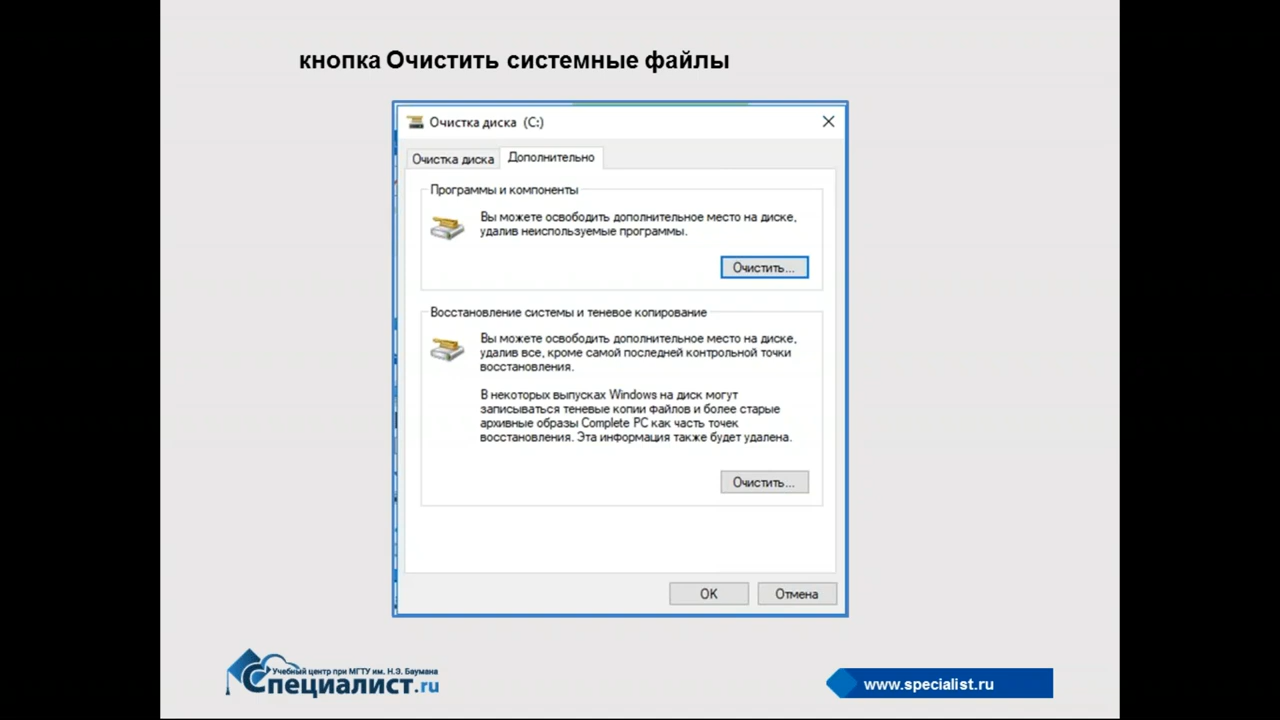 кнопка Очистить системные файлы
Очистка диска (C:)
Очистка диска
Дополнительно
Программы и компоненты
Вы можете освободить дополнительное место на диске,
удалив неиспользуемые программы.
Очистить...
Восстановление системы и теневое копирование
Вы можете освободить дополнительное место на диске,
удалив все, кроме самой последней контрольной точки
восстановления.
В некоторых выпусках Windows на диск могут
записываться теневые копии файлов и более старые
архивные образы Complete PC как часть точек
восстановления. Эта информация также будет удалена.
Очистить...
OK
Отмена
Учебный центр при МГТУ им. Н.Э. Баумана
Специалист.ru
www.specialist.ru